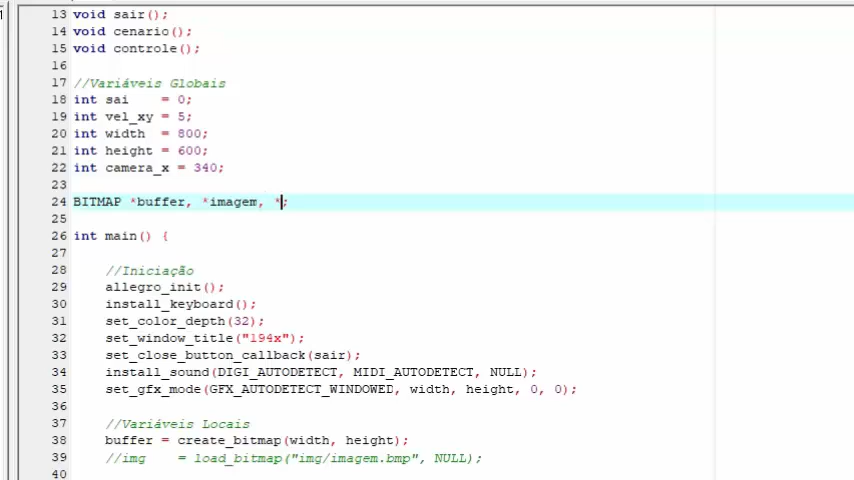 1
13 void sair();
14 void cenario();
15 void controle();
16
17 //Variáveis Globais
18 int sai    = 0;
19 int vel_xy = 5;
20 int width  = 800;
21 int height = 600;
22 int camera_x = 340;
23
24 BITMAP *buffer, *imagem, *;
25
26 int main() {
27
28     //Iniciação
29     allegro_init();
30     install_keyboard();
31     set_color_depth(32);
32     set_window_title("194x");
33     set_close_button_callback(sair);
34     install_sound(DIGI_AUTODETECT, MIDI_AUTODETECT, NULL);
35     set_gfx_mode(GFX_AUTODETECT_WINDOWED, width, height, 0, 0);
36
37     //Variáveis Locais
38     buffer = create_bitmap(width, height);
39     //img    = load_bitmap("img/imagem.bmp", NULL);
40